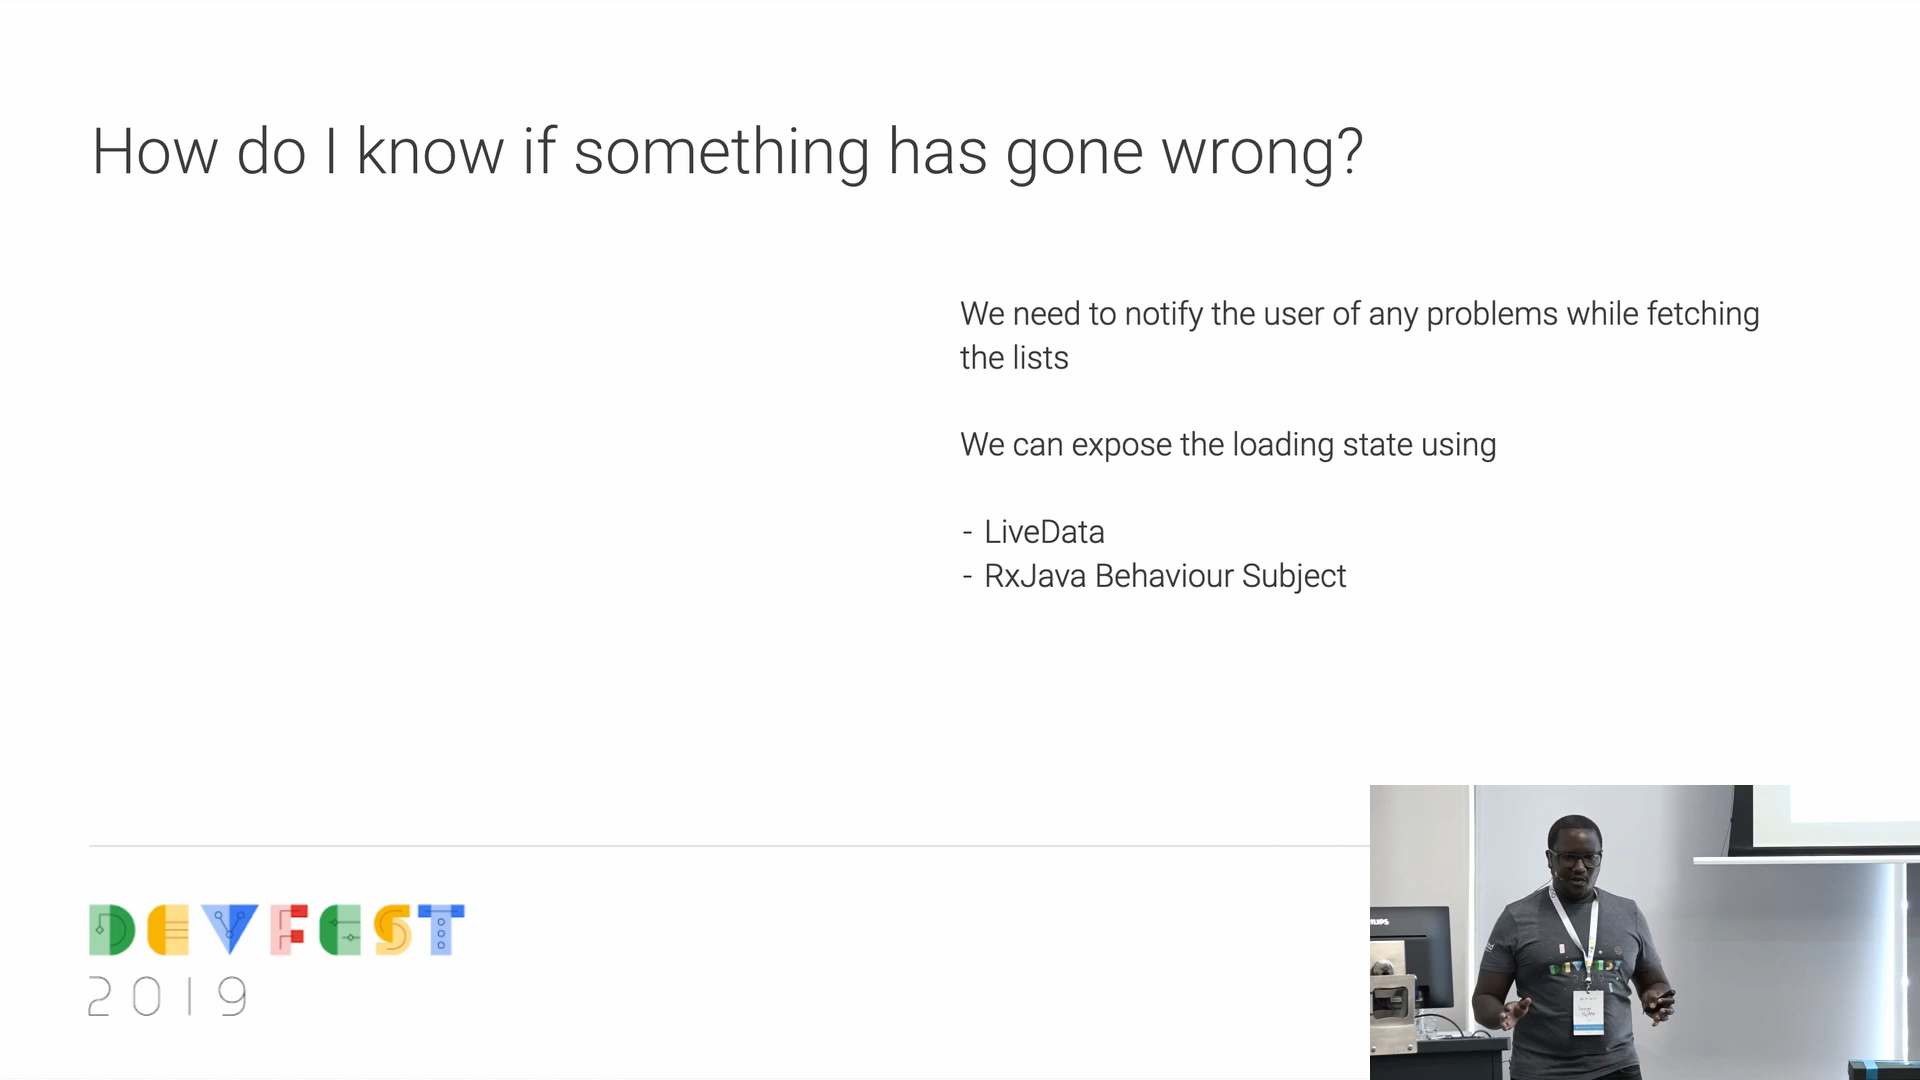 How do I know if something has gone wrong?
We need to notify the user of any problems while fetching
the lists
We can expose the loading state using
- LiveData
- RxJava Behaviour Subject
DEVFEST
2019
DEVFEST